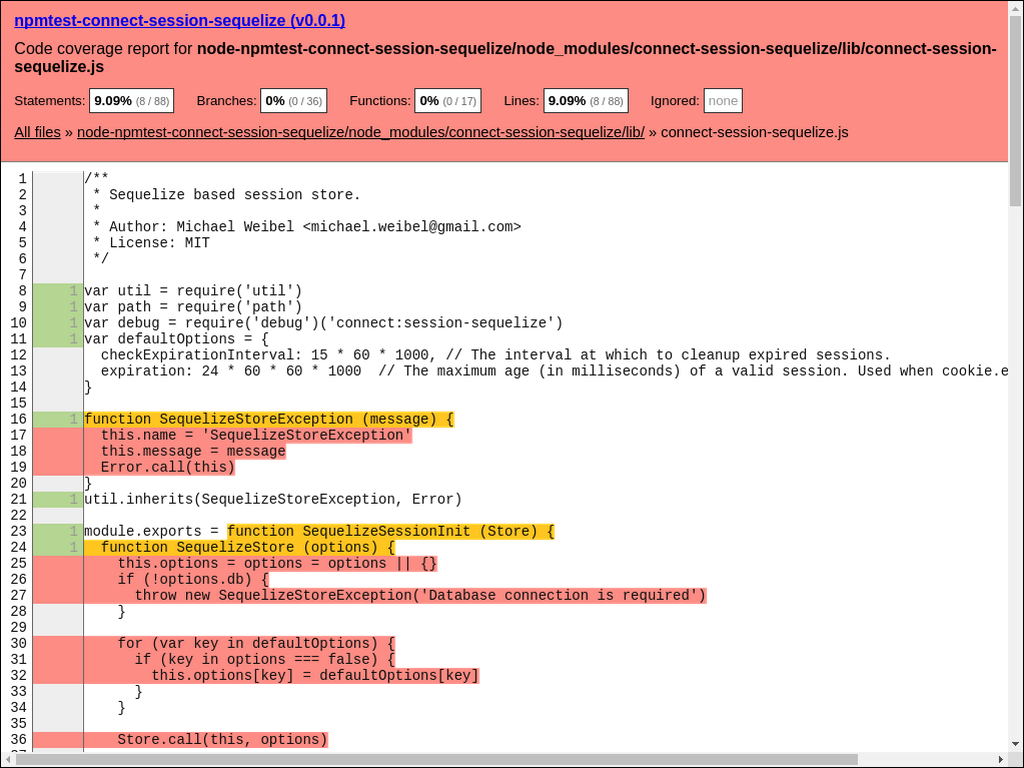 npmtest-connect-session-sequelize (v0.0.1)
Code coverage report for node-npmtest-connect-session-sequelize/node_modules/connect-session-sequelize/lib/connect-session-
sequelize.js
Statements: 9.09% (8 / 88) Branches: 0% (0 / 36) Functions: 0% (0 / 17) Lines: 9.09% (8 / 88) Ignored: none
All files » node-npmtest-connect-session-sequelize/node_modules/connect-session-sequelize/lib/ » connect-session-sequelize.js
1 /**
2  * Sequelize based session store.
3  *
4  * Author: Michael Weibel <michael.weibel@gmail.com>
5  * License: MIT
6  */
7
8 1 var util = require('util')
9 1 var path = require('path')
10 1 var debug = require('debug')('connect:session-sequelize')
11 1 var defaultOptions = {
12   checkExpirationInterval: 15 * 60 * 1000, // The interval at which to cleanup expired sessions.
13   expiration: 24 * 60 * 60 * 1000  // The maximum age (in milliseconds) of a valid session. Used when cookie.e
14 }
15
16 1 function SequelizeStoreException (message) {
17   this.name = 'SequelizeStoreException'
18   this.message = message
19   Error.call(this)
20 }
21 1 util.inherits(SequelizeStoreException, Error)
22
23 1 module.exports = function SequelizeSessionInit (Store) {
24 1   function SequelizeStore (options) {
25     this.options = options = options || {}
26     if (!options.db) {
27       throw new SequelizeStoreException('Database connection is required')
28     }
29
30     for (var key in defaultOptions) {
31       if (key in options === false) {
32         this.options[key] = defaultOptions[key]
33       }
34     }
35
36     Store.call(this, options)